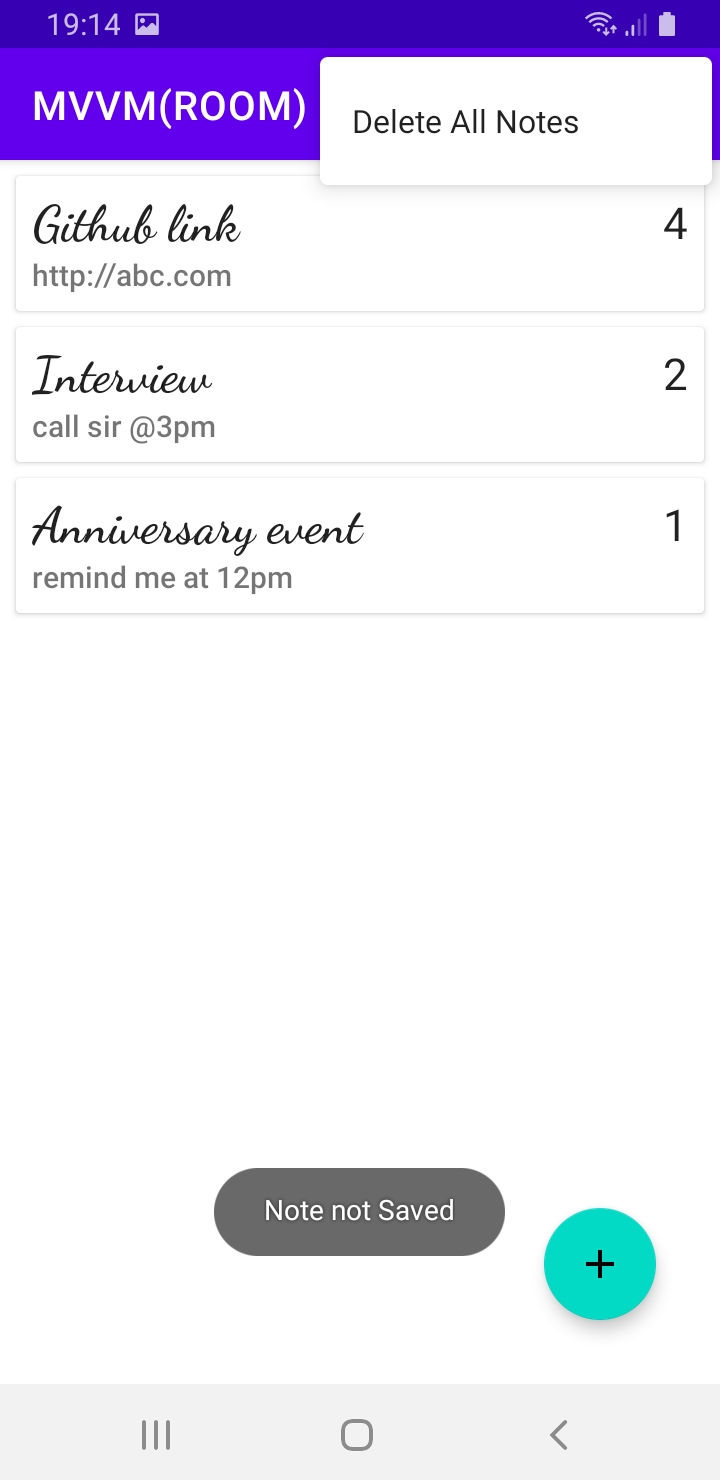 19:14
MVVM(ROOM)
Delete All Notes
Github link 4
http://abc.com
Interview 2
call sir @3pm
Anniversary event 1
remind me at 12pm
Note not Saved